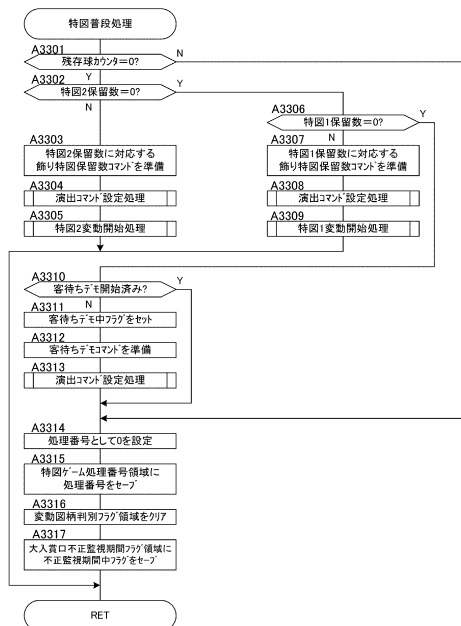 特図普段処理
A3301
残存球カウンタ=0?
N
Y
A3302
特図2保留数=0?
Y
N
A3306
特図1保留数=0?
Y
N
A3303
特図2保留数に対応する
飾り特図保留数コマンドを準備
A3307
特図1保留数に対応する
飾り特図保留数コマンドを準備
A3304
演出コマンド設定処理
A3308
演出コマンド設定処理
A3305
特図2変動開始処理
A3309
特図1変動開始処理
A3310
客待ちデモ開始済み?
Y
N
A3311
客待ちデモ中フラグをセット
A3312
客待ちデモコマンドを準備
A3313
演出コマンド設定処理
A3314
処理番号として0を設定
A3315
特図ゲーム処理番号領域に
処理番号をセーブ
A3316
変動図柄判別フラグ領域をクリア
A3317
大入賞口不正監視期間フラグ領域に
不正監視期間中フラグをセーブ
RET